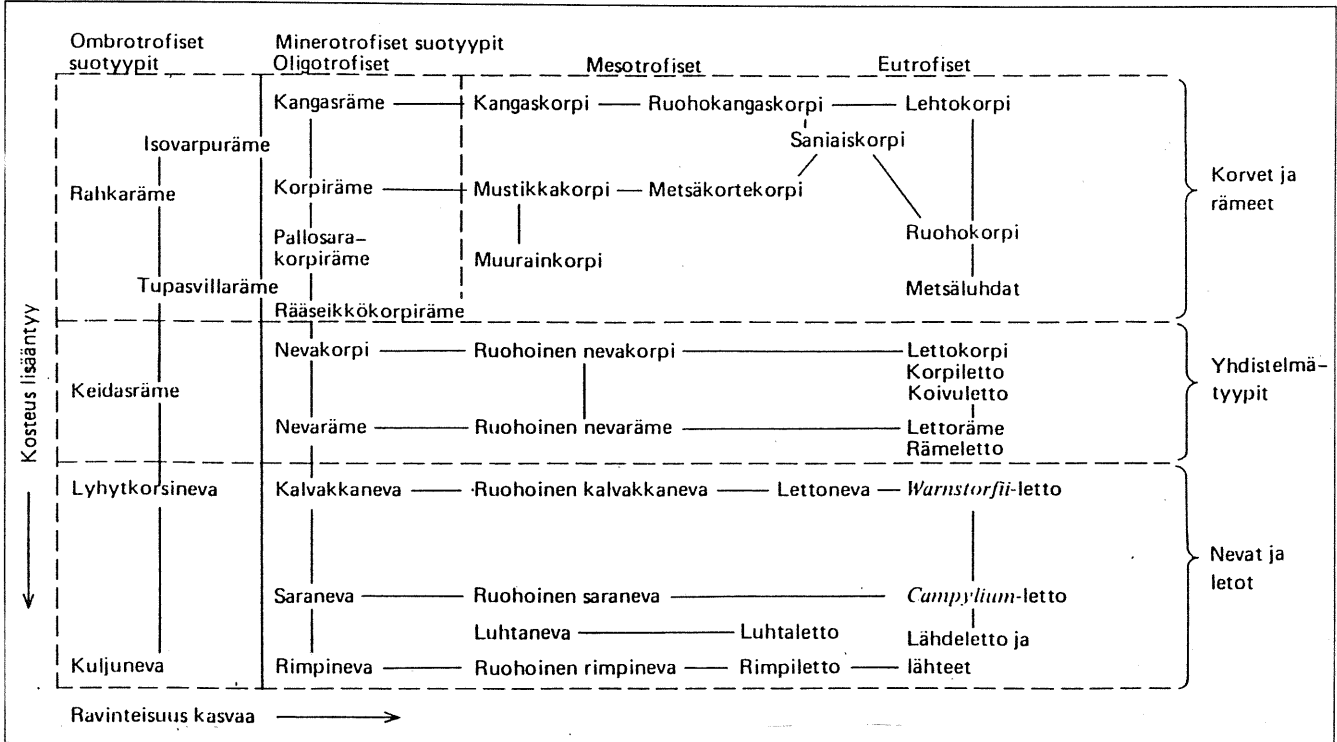 Ombrotrofiset
suotyypit
Minerotrofiset suotyypit
Oligotrofiset
Mesotrofiset
Eutrofiset
Kangasräme
Kangaskorpi
Ruohokangaskorpi
Lehtokorpi
Isovarpuräme
Saniaiskorpi
Rahkaräme
Korpiräme
Mustikkakorpi
Metsäkortekorpi
Korvet ja
rämeet
Pallosara–
korpiräme
Muurainkorpi
Ruohokorpi
Tupasvillaräme
Metsäluhdat
Rääseikkökorpiräme
Nevakorpi
Ruohoinen nevakorpi
Lettokorpi
Korpiletto
Koivuletto
Keidasräme
Yhdistelmä–
tyypit
Nevaräme
Ruohoinen nevaräme
Lettoräme
Rämeletto
Lyhytkorsineva
Kalvakkaneva
Ruohoinen kalvakkaneva
Lettoneva
Warnstorfii-letto
Nevat ja
letot
Saraneva
Ruohoinen saraneva
Campylium-letto
Luhtaneva
Luhtaletto
Lähdeletto ja
lähteet
Kuljuneva
Rimpineva
Ruohoinen rimpineva
Rimpiletto
Kosteus lisääntyy
Ravinteisuus kasvaa